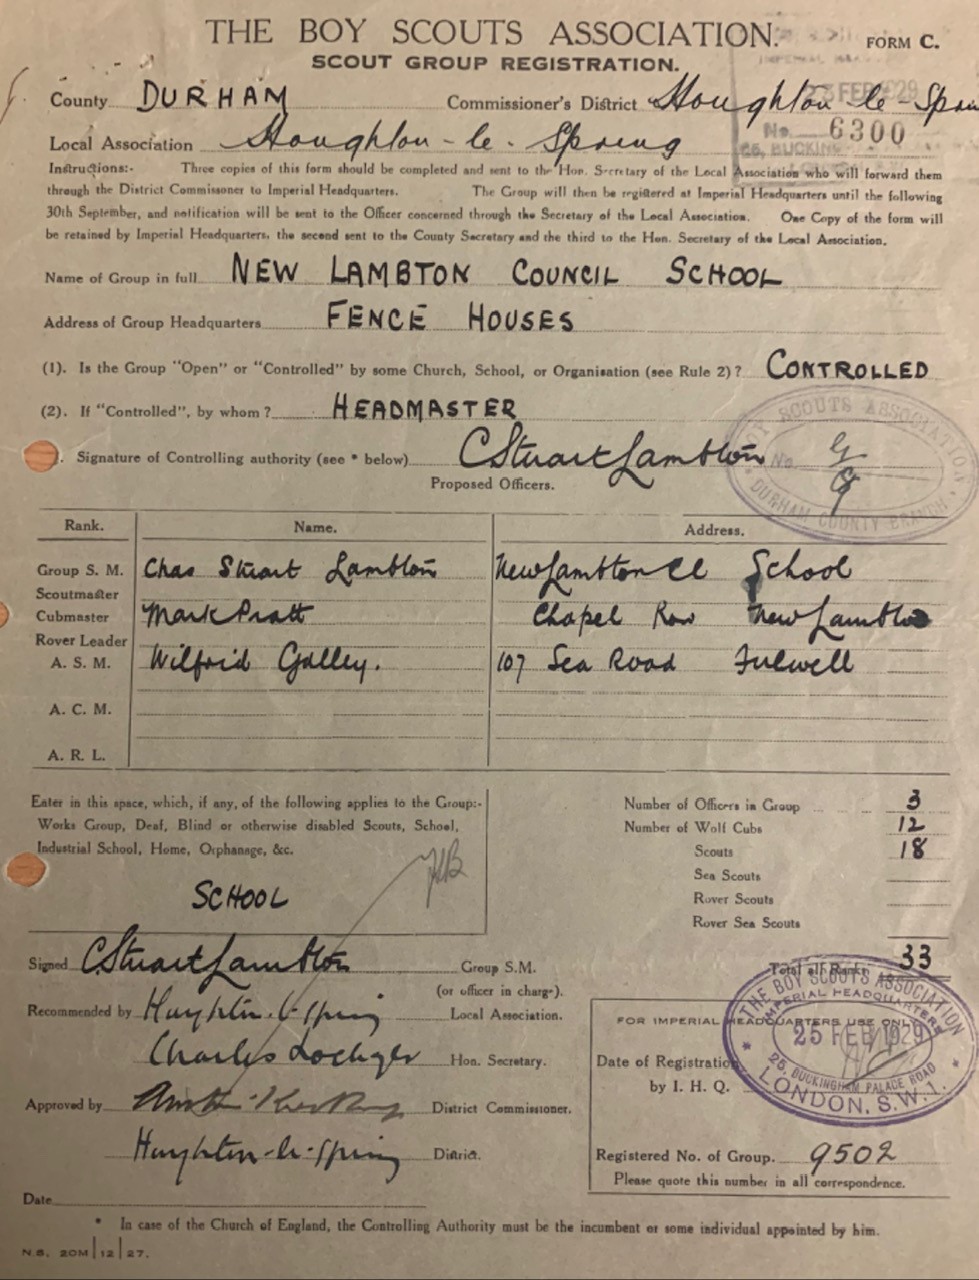 THE BOY SCOUTS ASSOCIATION. FORM C.
SCOUT GROUP REGISTRATION.
County DURHAM Commissioner's District Houghton le - Spring
25 FEB 1929
No. 6300
25, BUCKIN
Local Association Houghton - le - Spring
Instructions:- Three copies of this form should be completed and sent to the Hon. Secretary of the Local Association who will forward them
through the District Commissioner to Imperial Headquarters. The Group will then be registered at Imperial Headquarters until the following
30th September, and notification will be sent to the Officer concerned through the Secretary of the Local Association. One Copy of the form will
be retained by Imperial Headquarters, the second sent to the County Secretary and the third to the Hon. Secretary of the Local Association.
Name of Group in full NEW LAMBTON COUNCIL SCHOOL
Address of Group Headquarters FENCE HOUSES
(1). Is the Group "Open" or "Controlled" by some Church, School, or Organisation (see Rule 2)? CONTROLLED
(2). If "Controlled", by whom? HEADMASTER
Signature of Controlling authority (see * below) C Stuart Lambton
SCOUTS ASSOCIATION
No.
DURHAM COUNTY BRANCH
Proposed Officers.
Rank. Name. Address.
Group S. M. Chas Stuart Lambton New Lambton Cl School
Scoutmaster
Cubmaster Mark Pratt Chapel Row New Lambton
Rover Leader
A. S. M. Wilfrid Galley. 107 Sea Road Fulwell
A. C. M.
A. R. L.
Enter in this space, which, if any, of the following applies to the Group:-
Works Group, Deaf, Blind or otherwise disabled Scouts, School,
Industrial School, Home, Orphanage, &c.
SCHOOL
Number of Officers in Group 3
Number of Wolf Cubs 12
Scouts 18
Sea Scouts
Rover Scouts
Rover Sea Scouts
Total all Ranks 33
Signed C Stuart Lambton Group S.M.
(or officer in charge).
Recommended by Houghton-le-Spring Local Association.
Charles Hon. Secretary.
Approved by District Commissioner.
Houghton-le-Spring District.
Date
THE BOY SCOUTS ASSOCIATION
IMPERIAL HEADQUARTERS
25 FEB 1929
25, BUCKINGHAM PALACE ROAD
LONDON, S.W.1.
FOR IMPERIAL HEADQUARTERS USE ONLY
Date of Registration
by I. H. Q.
Registered No. of Group. 9502
Please quote this number in all correspondence.
* In case of the Church of England, the Controlling Authority must be the incumbent or some individual appointed by him.
N.S. 20M|12|27.